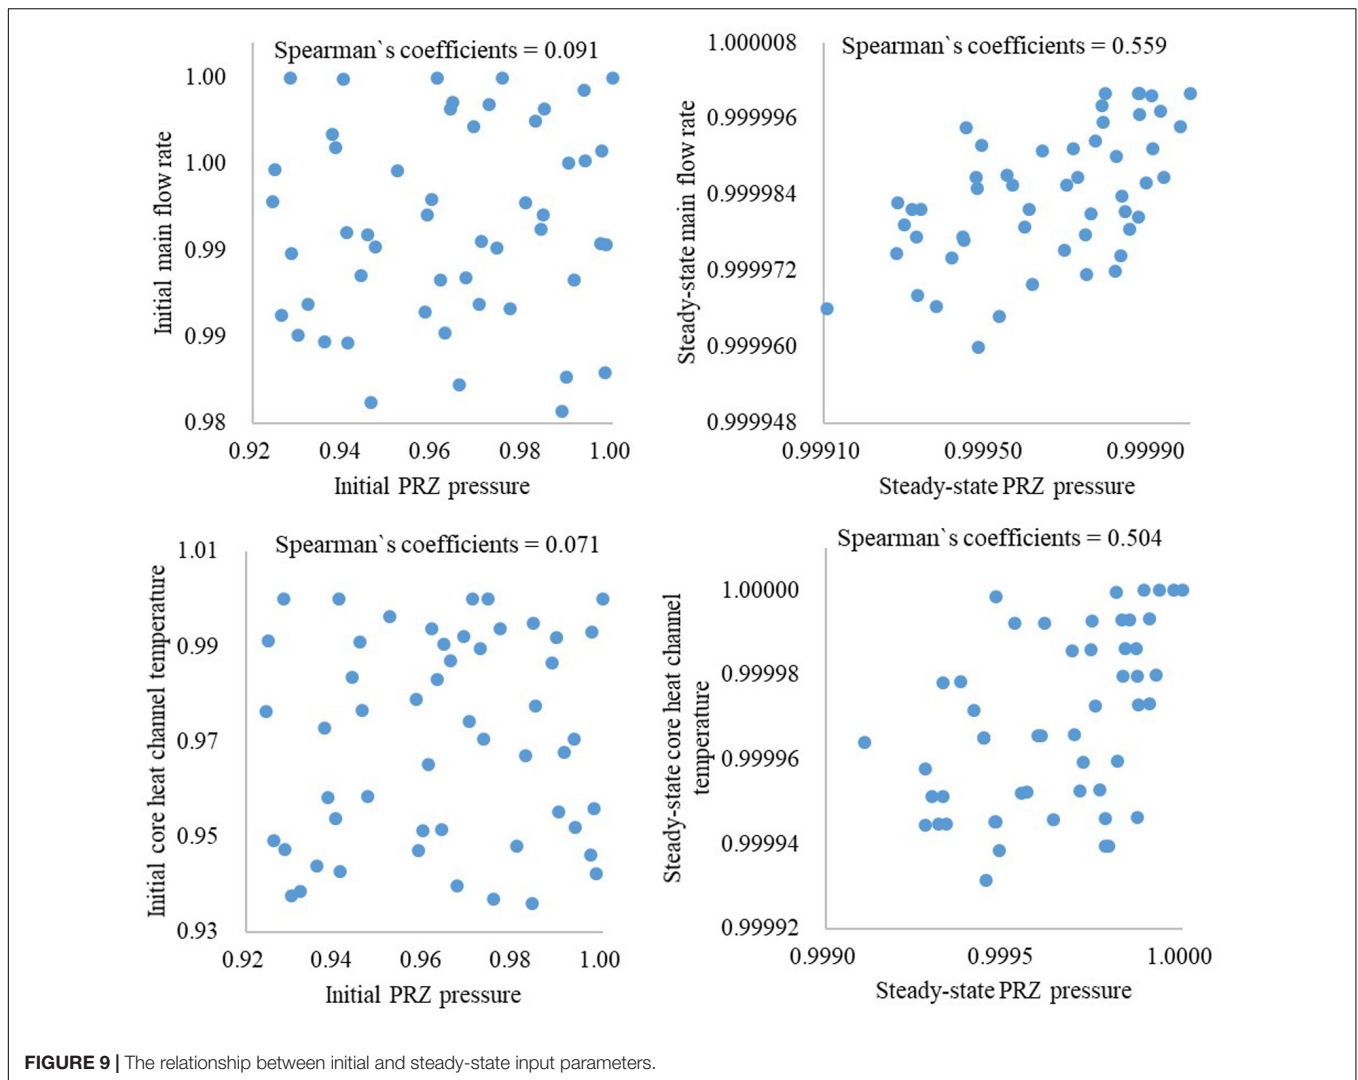 Spearman`s coefficients = 0.091
1.00
1.00
0.99
0.99
0.98
Initial main flow rate
0.92 0.94 0.96 0.98 1.00
Initial PRZ pressure
Spearman`s coefficients = 0.559
1.000008
0.999996
0.999984
0.999972
0.999960
0.999948
Steady-state main flow rate
0.99910 0.99950 0.99990
Steady-state PRZ pressure
Spearman`s coefficients = 0.071
1.01
0.99
0.97
0.95
0.93
Initial core heat channel temperature
0.92 0.94 0.96 0.98 1.00
Initial PRZ pressure
Spearman`s coefficients = 0.504
1.00000
0.99998
0.99996
0.99994
0.99992
Steady-state core heat channel
temperature
0.9990 0.9995 1.0000
Steady-state PRZ pressure
FIGURE 9 | The relationship between initial and steady-state input parameters.